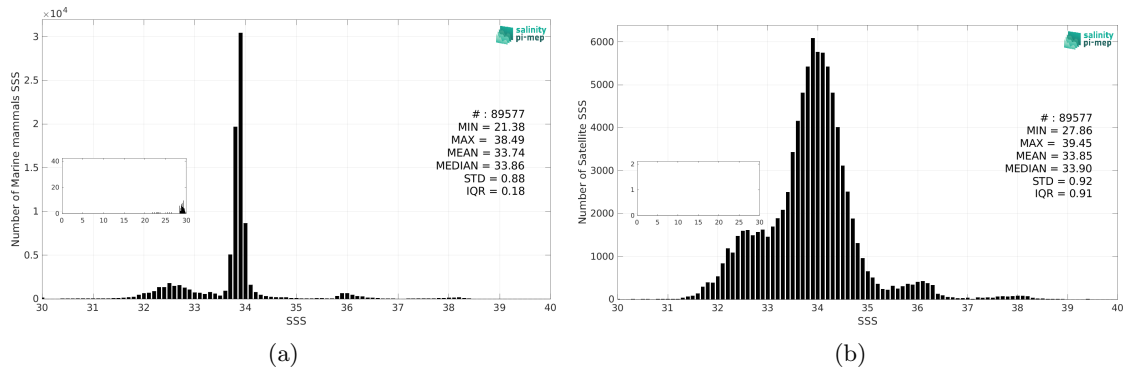 ×10⁴
3
2.5
2
1.5
1
0.5
0
Number of Marine mammals SSS
salinity
pi-mep
# : 89577
MIN = 21.38
MAX = 38.49
MEAN = 33.74
MEDIAN = 33.86
STD = 0.88
IQR = 0.18
40
20
0
0 5 10 15 20 25 30
30 31 32 33 34 35 36 37 38 39 40
SSS
(a)
6000
5000
4000
3000
2000
1000
0
Number of Satellite SSS
salinity
pi-mep
# : 89577
MIN = 27.86
MAX = 39.45
MEAN = 33.85
MEDIAN = 33.90
STD = 0.92
IQR = 0.91
2
1
0
0 5 10 15 20 25 30
30 31 32 33 34 35 36 37 38 39 40
SSS
(b)